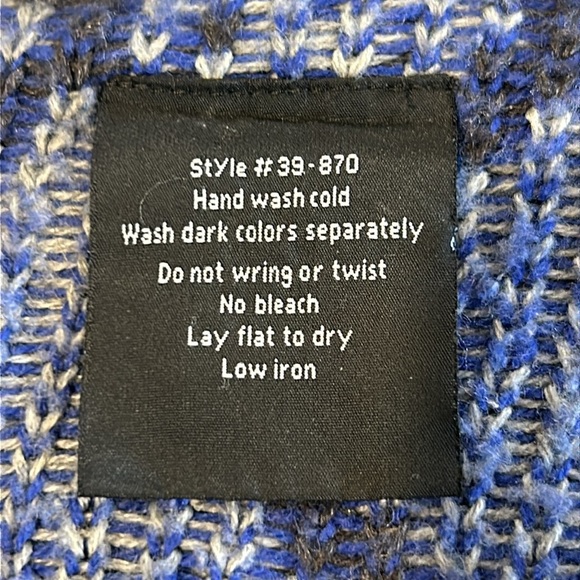 Style # 39-870
Hand wash cold
Wash dark colors separately
Do not wring or twist
No bleach
Lay flat to dry
Low iron